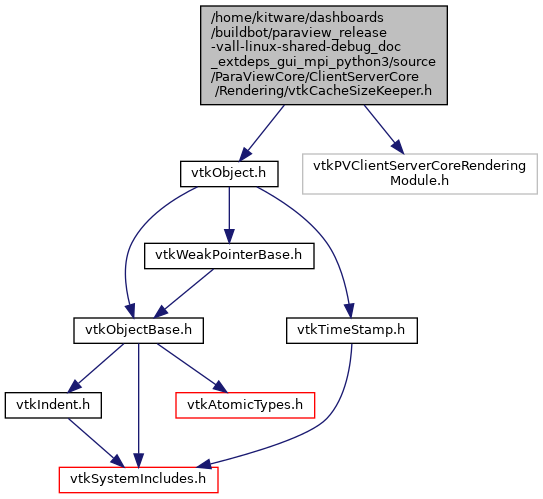 /home/kitware/dashboards
/buildbot/paraview_release
-vall-linux-shared-debug_doc
_extdeps_gui_mpi_python3/source
/ParaViewCore/ClientServerCore
/Rendering/vtkCacheSizeKeeper.h
vtkObject.h
vtkPVClientServerCoreRendering
Module.h
vtkWeakPointerBase.h
vtkObjectBase.h
vtkTimeStamp.h
vtkIndent.h
vtkAtomicTypes.h
vtkSystemIncludes.h